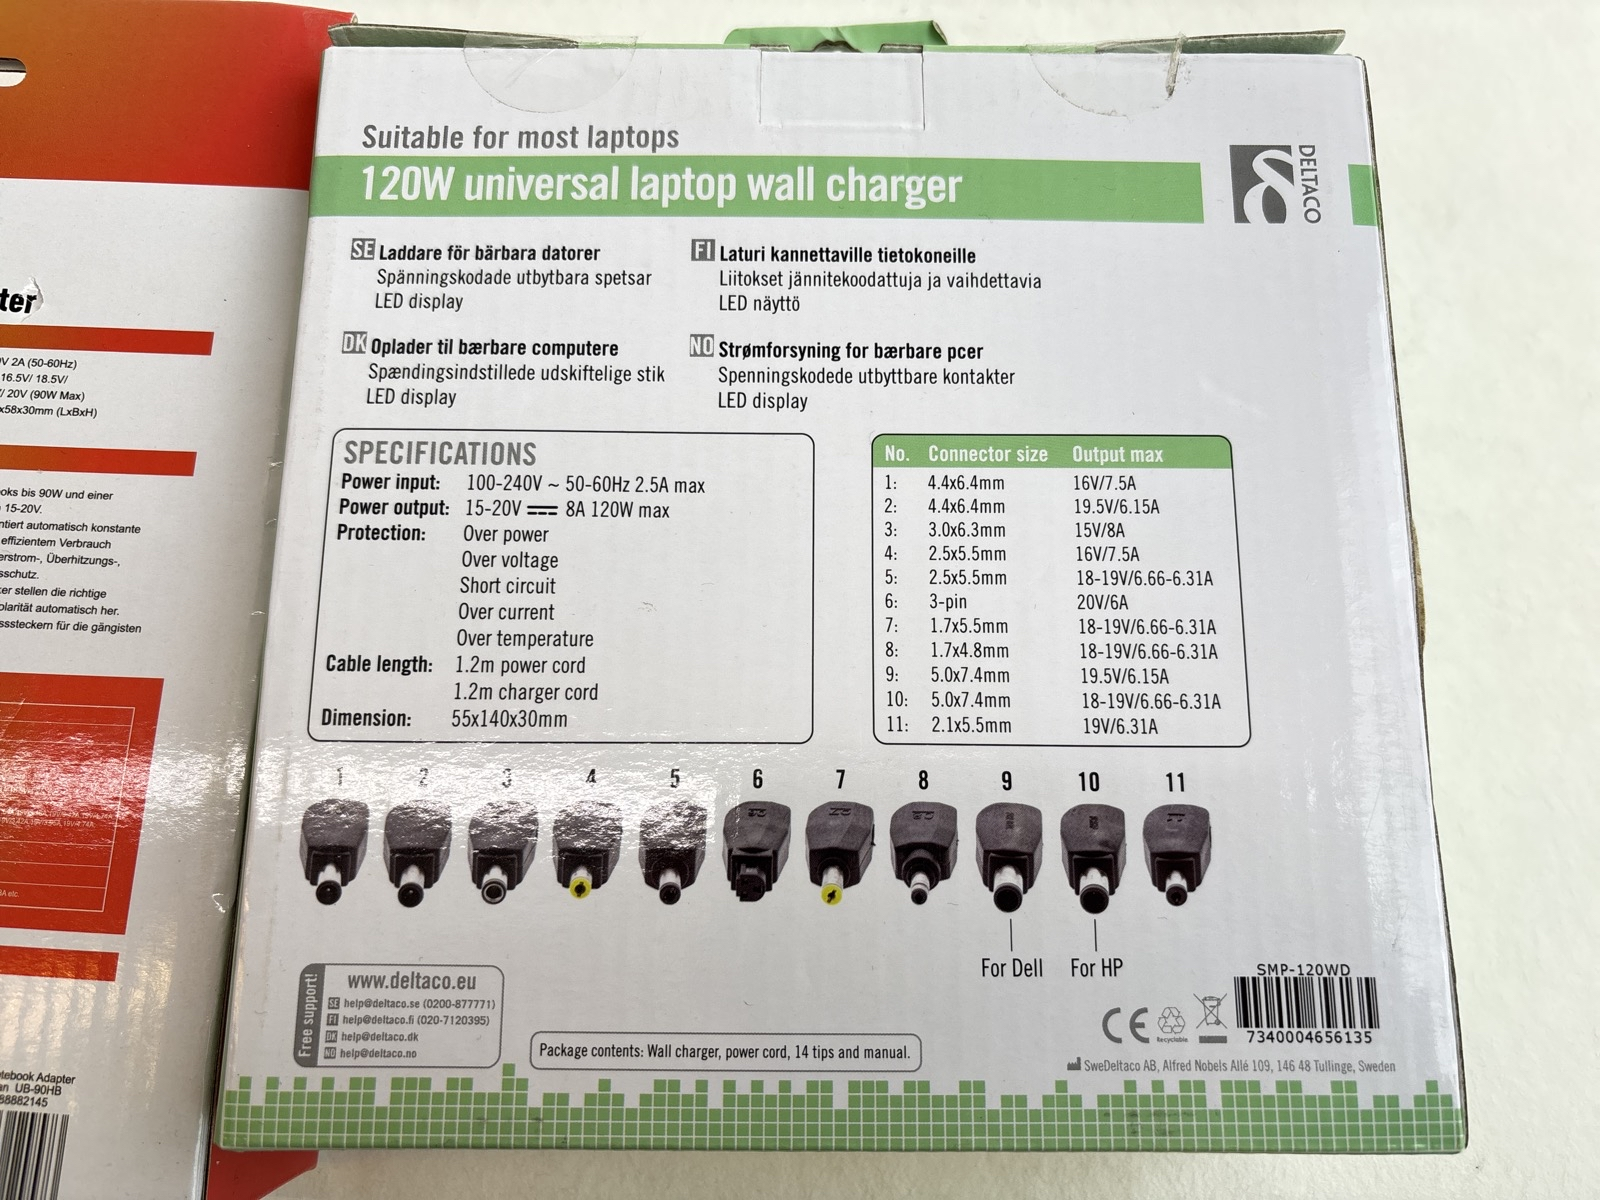 ter
V 2A (50-60Hz)
16.5V/ 18.5V/
/ 20V (90W Max)
x58x30mm (LxBxH)
oks bis 90W und einer
15-20V.
ntiert automatisch konstante
effizientem Verbrauch
erstrom-, Überhitzungs-,
sschutz.
er stellen die richtige
olarität automatisch her.
sssteckern für die gängisten
tebook Adapter
an UB-90HB
88882145
Suitable for most laptops
120W universal laptop wall charger
DELTACO
SE Laddare för bärbara datorer
Spänningskodade utbytbara spetsar
LED display
FI Laturi kannettaville tietokoneille
Liitokset jännitekoodattuja ja vaihdettavia
LED näyttö
DK Oplader til bærbare computere
Spændingsindstillede udskiftelige stik
LED display
NO Strømforsyning for bærbare pcer
Spenningskodede utbyttbare kontakter
LED display
SPECIFICATIONS
Power input: 100-240V ~ 50-60Hz 2.5A max
Power output: 15-20V ⎓ 8A 120W max
Protection: Over power
Over voltage
Short circuit
Over current
Over temperature
Cable length: 1.2m power cord
1.2m charger cord
Dimension: 55x140x30mm
No. Connector size Output max
1: 4.4x6.4mm 16V/7.5A
2: 4.4x6.4mm 19.5V/6.15A
3: 3.0x6.3mm 15V/8A
4: 2.5x5.5mm 16V/7.5A
5: 2.5x5.5mm 18-19V/6.66-6.31A
6: 3-pin 20V/6A
7: 1.7x5.5mm 18-19V/6.66-6.31A
8: 1.7x4.8mm 18-19V/6.66-6.31A
9: 5.0x7.4mm 19.5V/6.15A
10: 5.0x7.4mm 18-19V/6.66-6.31A
11: 2.1x5.5mm 19V/6.31A
1 2 3 4 5 6 7 8 9 10 11
For Dell For HP
Free support!
www.deltaco.eu
SE help@deltaco.se (0200-877771)
FI help@deltaco.fi (020-7120395)
DK help@deltaco.dk
NO help@deltaco.no
Package contents: Wall charger, power cord, 14 tips and manual.
SMP-120WD
CE
Recyclable
7340004656135
SweDeltaco AB, Alfred Nobels Allé 109, 146 48 Tullinge, Sweden